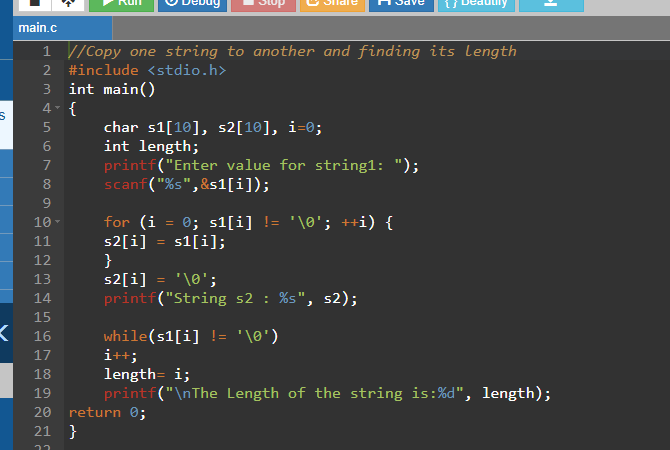 Run Debug Stop Share Save { } Beautify
main.c
1 //Copy one string to another and finding its length
2 #include <stdio.h>
3 int main()
4 {
5 char s1[10], s2[10], i=0;
6 int length;
7 printf("Enter value for string1: ");
8 scanf("%s",&s1[i]);
9
10 for (i = 0; s1[i] != '\0'; ++i) {
11 s2[i] = s1[i];
12 }
13 s2[i] = '\0';
14 printf("String s2 : %s", s2);
15
16 while(s1[i] != '\0')
17 i++;
18 length= i;
19 printf("\nThe Length of the string is:%d", length);
20 return 0;
21 }
22